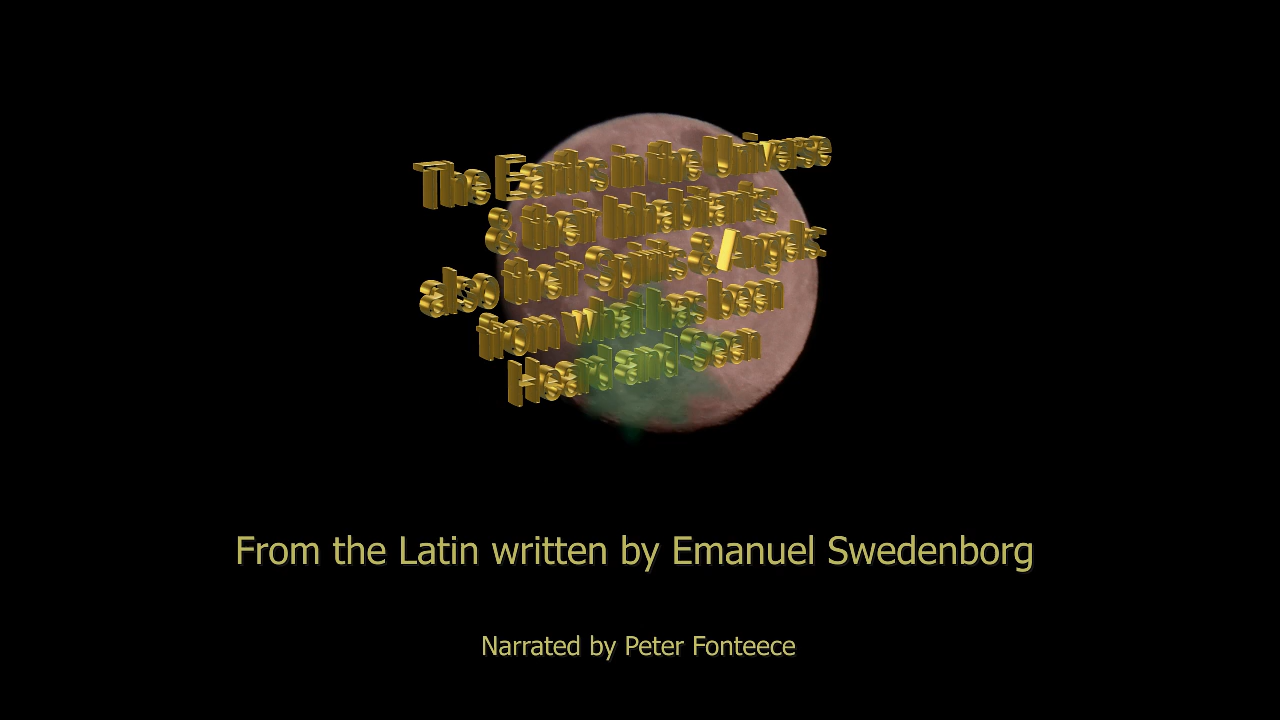 The Earths in the Universe
& their Inhabitants
also their Spirits & Angels
from what has been
Heard and Seen
From the Latin written by Emanuel Swedenborg
Narrated by Peter Fonteece